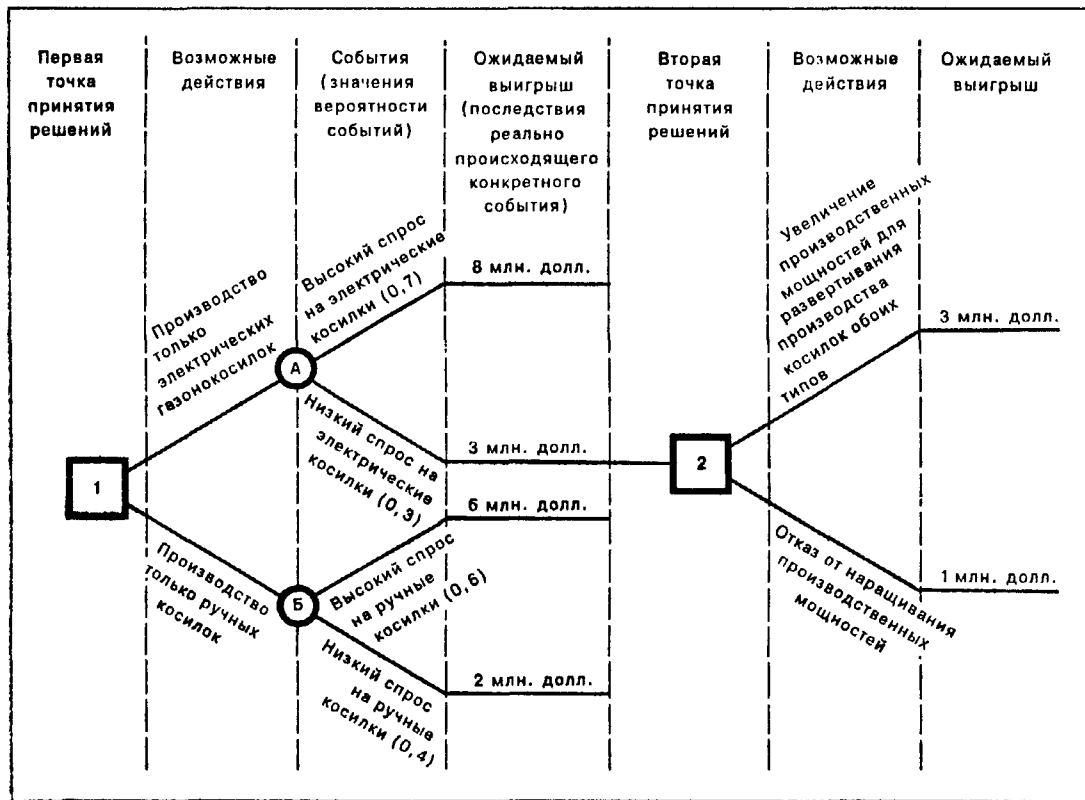 Первая
точка
принятия
решений
Возможные
действия
События
(значения
вероятности
событий)
Ожидаемый
выигрыш
(последствия
реально
происходящего
конкретного
события)
Вторая
точка
принятия
решений
Возможные
действия
Ожидаемый
выигрыш
1
Производство
только
электрических
газонокосилок
Производство
только ручных
косилок
А
Высокий спрос
на электрические
косилки (0,7)
8 млн. долл.
Низкий спрос на
электрические
косилки (0,3)
3 млн. долл.
Б
Высокий спрос
на ручные
косилки (0,6)
6 млн. долл.
Низкий спрос
на ручные
косилки (0,4)
2 млн. долл.
2
Увеличение
производственных
мощностей для
развертывания
производства
косилок обоих
типов
3 млн. долл.
Отказ от наращивания
производственных
мощностей
1 млн. долл.